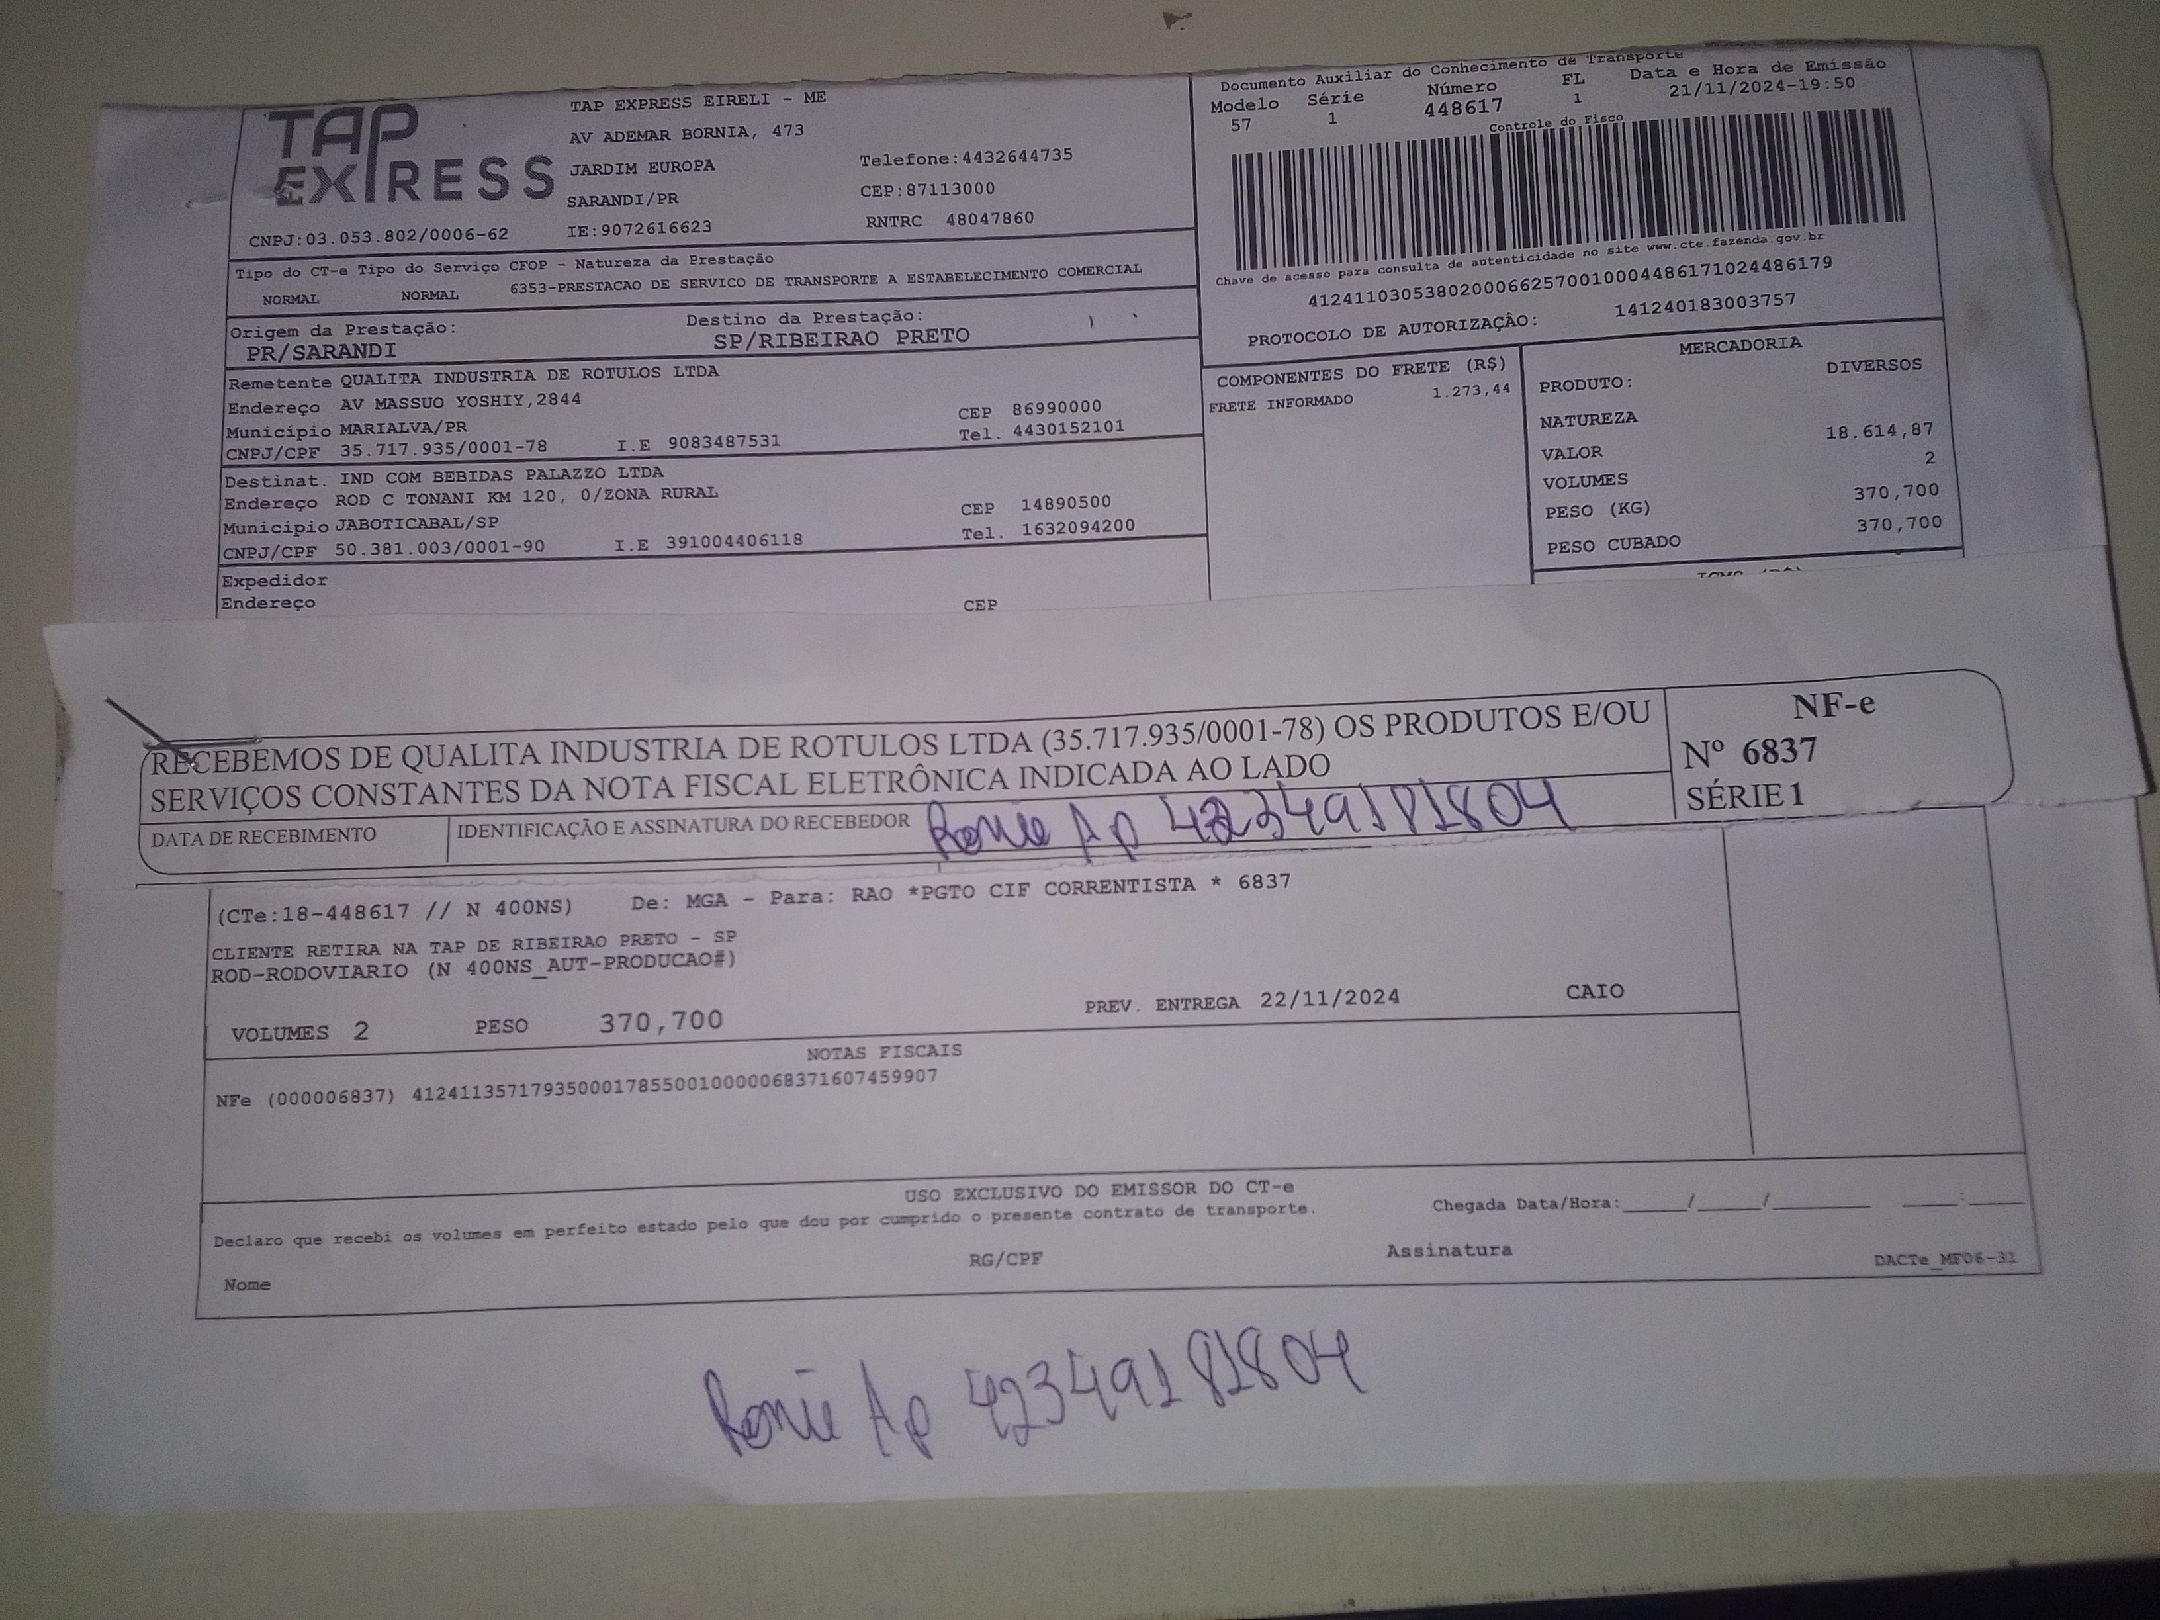 TAP
EXPRESS
TAP EXPRESS EIRELI - ME
AV ADEMAR BORNIA, 473
JARDIM EUROPA
Telefone:4432644735
SARANDI/PR
CEP:87113000
CNPJ:03.053.802/0006-62
IE:9072616623
RNTRC 48047860
Documento Auxiliar do Conhecimento de Transporte
Modelo Série Número FL Data e Hora de Emissão
57 1 448617 1 21/11/2024-19:50
Controle do Fisco
Chave de acesso para consulta de autenticidade no site www.cte.fazenda.gov.br
41241103053802000662570010004486171024486179
PROTOCOLO DE AUTORIZAÇÃO: 141240183003757
Tipo do CT-e Tipo do Serviço CFOP - Natureza da Prestação
NORMAL NORMAL 6353-PRESTACAO DE SERVICO DE TRANSPORTE A ESTABELECIMENTO COMERCIAL
Origem da Prestação: Destino da Prestação:
PR/SARANDI SP/RIBEIRAO PRETO
Remetente QUALITA INDUSTRIA DE ROTULOS LTDA
Endereço AV MASSUO YOSHIY,2844
CEP 86990000
Município MARIALVA/PR
Tel. 4430152101
CNPJ/CPF 35.717.935/0001-78 I.E 9083487531
Destinat. IND COM BEBIDAS PALAZZO LTDA
Endereço ROD C TONANI KM 120, 0/ZONA RURAL
CEP 14890500
Município JABOTICABAL/SP
Tel. 1632094200
CNPJ/CPF 50.381.003/0001-90 I.E 391004406118
Expedidor
Endereço CEP
COMPONENTES DO FRETE (R$)
FRETE INFORMADO 1.273,44
MERCADORIA
PRODUTO: DIVERSOS
NATUREZA
VALOR 18.614,87
VOLUMES 2
PESO (KG) 370,700
PESO CUBADO 370,700
RECEBEMOS DE QUALITA INDUSTRIA DE ROTULOS LTDA (35.717.935/0001-78) OS PRODUTOS E/OU
SERVIÇOS CONSTANTES DA NOTA FISCAL ELETRÔNICA INDICADA AO LADO
NF-e
Nº 6837
SÉRIE 1
DATA DE RECEBIMENTO
IDENTIFICAÇÃO E ASSINATURA DO RECEBEDOR Ronie Ap 42349181804
(CTe:18-448617 // N 400NS) De: MGA - Para: RAO *PGTO CIF CORRENTISTA * 6837
CLIENTE RETIRA NA TAP DE RIBEIRAO PRETO - SP
ROD-RODOVIARIO (N 400NS_AUT-PRODUCAO#)
VOLUMES 2 PESO 370,700 PREV. ENTREGA 22/11/2024 CAIO
NOTAS FISCAIS
NFe (000006837) 41241135717935000178550010000068371607459907
USO EXCLUSIVO DO EMISSOR DO CT-e
Declaro que recebi os volumes em perfeito estado pelo que dou por cumprido o presente contrato de transporte.
Chegada Data/Hora:____/____/______ ____:____
Nome RG/CPF Assinatura
DACTe_MF06-31
Ronie Ap 42349181804